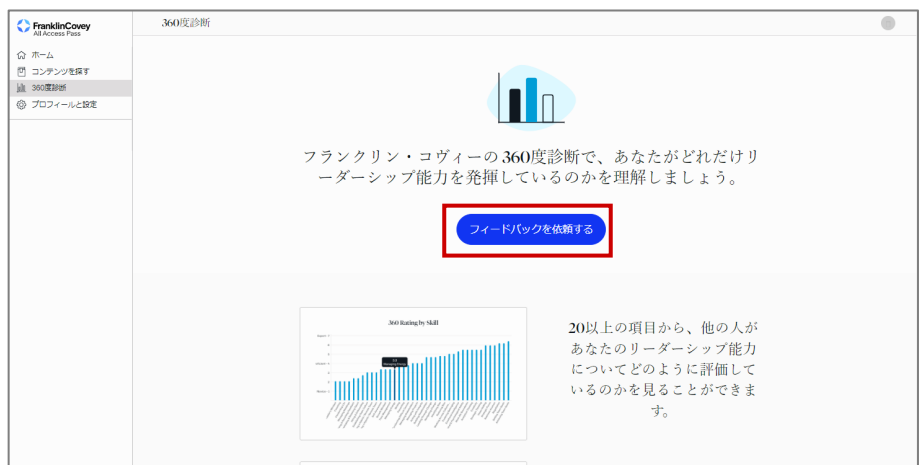 FranklinCovey
All Access Pass
360度診断
ホーム
コンテンツを探す
360度診断
プロフィールと設定
フランクリン・コヴィーの 360度診断で、あなたがどれだけリ
ーダーシップ能力を発揮しているのかを理解しましょう。
フィードバックを依頼する
360 Rating by Skill
20以上の項目から、他の人が
あなたのリーダーシップ能力
についてどのように評価して
いるのかを見ることができま
す。